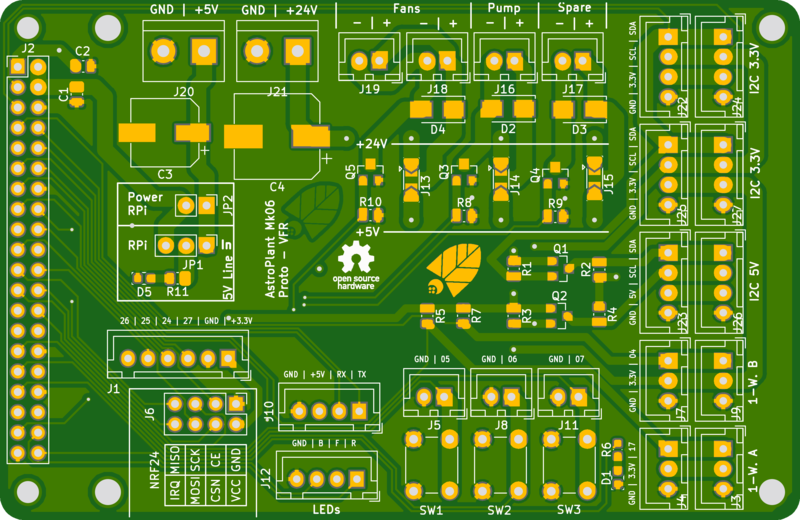 GND | +5V
GND | +24V
Fans
Pump
Spare
− | +
− | +
− | +
− | +
J2
C2
C1
J20
J21
J19
J18
J16
J17
D4
D2
D3
C3
+
C4
+
+24V
Q5
J13
Q3
J14
Q4
J15
R10
R8
R9
+5V
GND | 3.3V | SCL | SDA
J22
J24
I2C 3.3V
GND | 3.3V | SCL | SDA
J25
J27
I2C 3.3V
GND | 5V | SCL | SDA
J23
J26
I2C 5V
Power
RPi
JP2
RPi
In
JP1
D5
R11
5V Line
AstroPlant Mk06
Proto – VFR
open source
hardware
R1
Q1
R2
R5
R7
R3
Q2
R4
26 | 25 | 24 | 27 | GND | +3.3V
J1
J6
NRF24
IRQ MISO
MOSI SCK
CSN CE
VCC GND
GND | +5V | RX | TX
J10
GND | B | F | R
J12
LEDs
GND | 05
GND | 06
GND | 07
J5
J8
J11
SW1
SW2
SW3
R6
D1
GND | 3.3V | 04
J7
J9
1-W. B
GND | 3.3V | 17
J4
J3
1-W. A